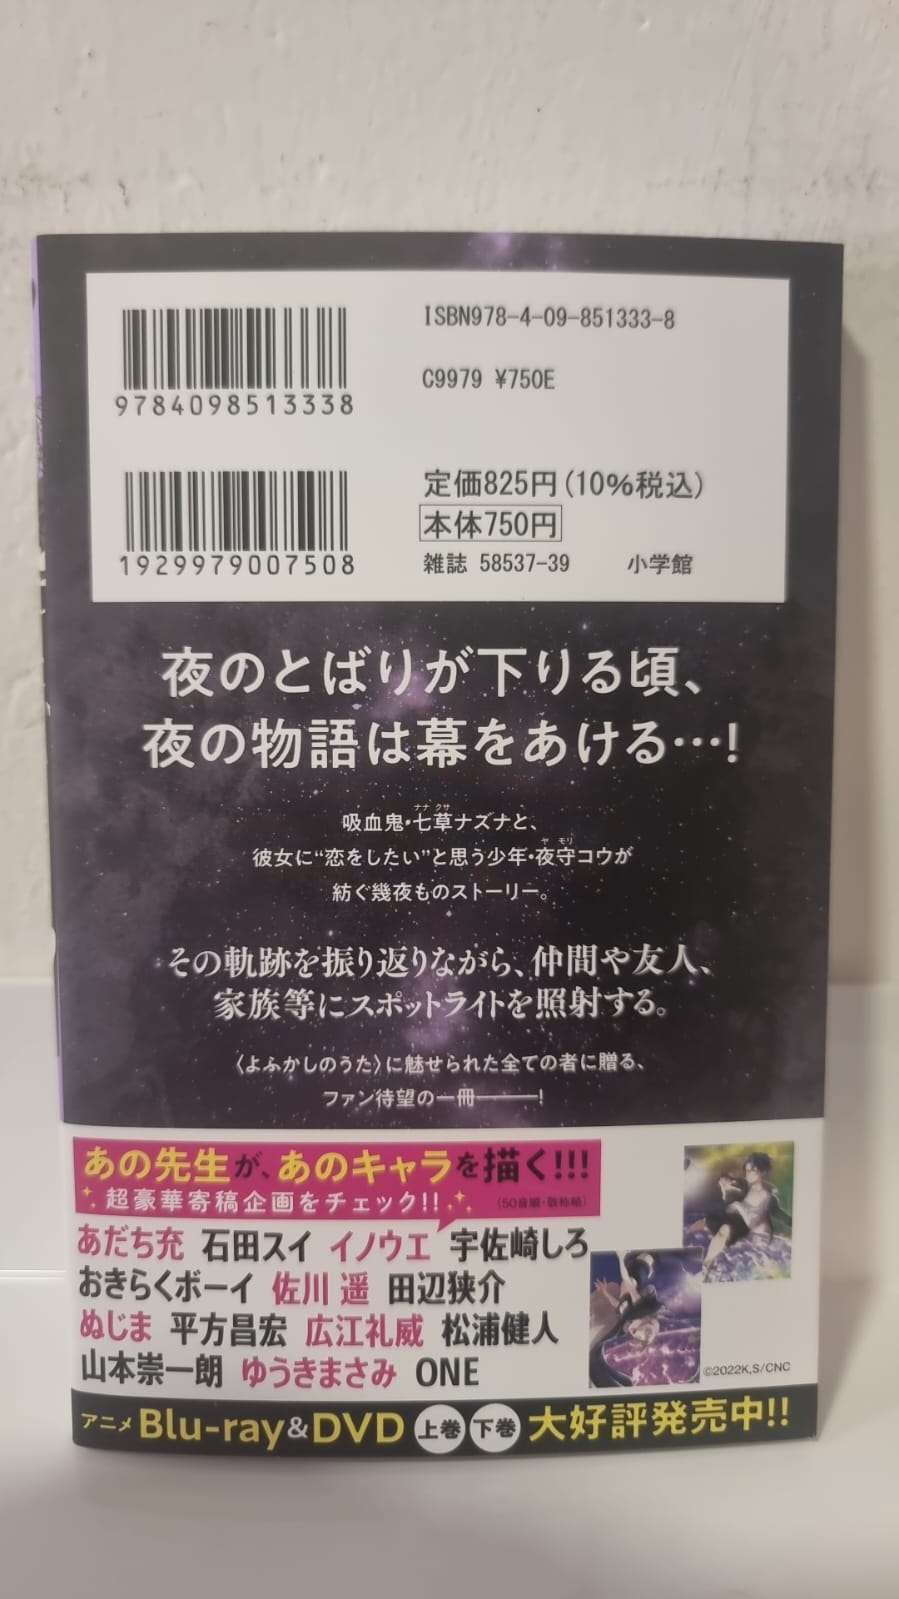 ISBN978-4-09-851333-8
9784098513338
C9979 ¥750E
定価825円(10%税込)
本体750円
1929979007508
雑誌 58537-39 小学館
夜のとばりが下りる頃、
夜の物語は幕をあける…!
ナナ クサ
吸血鬼・七草ナズナと、
ヤ モリ
彼女に“恋をしたい”と思う少年・夜守コウが
紡ぐ幾夜ものストーリー。
その軌跡を振り返りながら、仲間や友人、
家族等にスポットライトを照射する。
〈よふかしのうた〉に魅せられた全ての者に贈る、
ファン待望の一冊――!
あの先生が、あのキャラを描く!!!
超豪華寄稿企画をチェック!!
(50音順・敬称略)
あだち充 石田スイ イノウエ 宇佐崎しろ
おきらくボーイ 佐川 遥 田辺狭介
ぬじま 平方昌宏 広江礼威 松浦健人
山本崇一朗 ゆうきまさみ ONE
©2022K,S/CNC
アニメ Blu-ray&DVD 上巻 下巻 大好評発売中!!